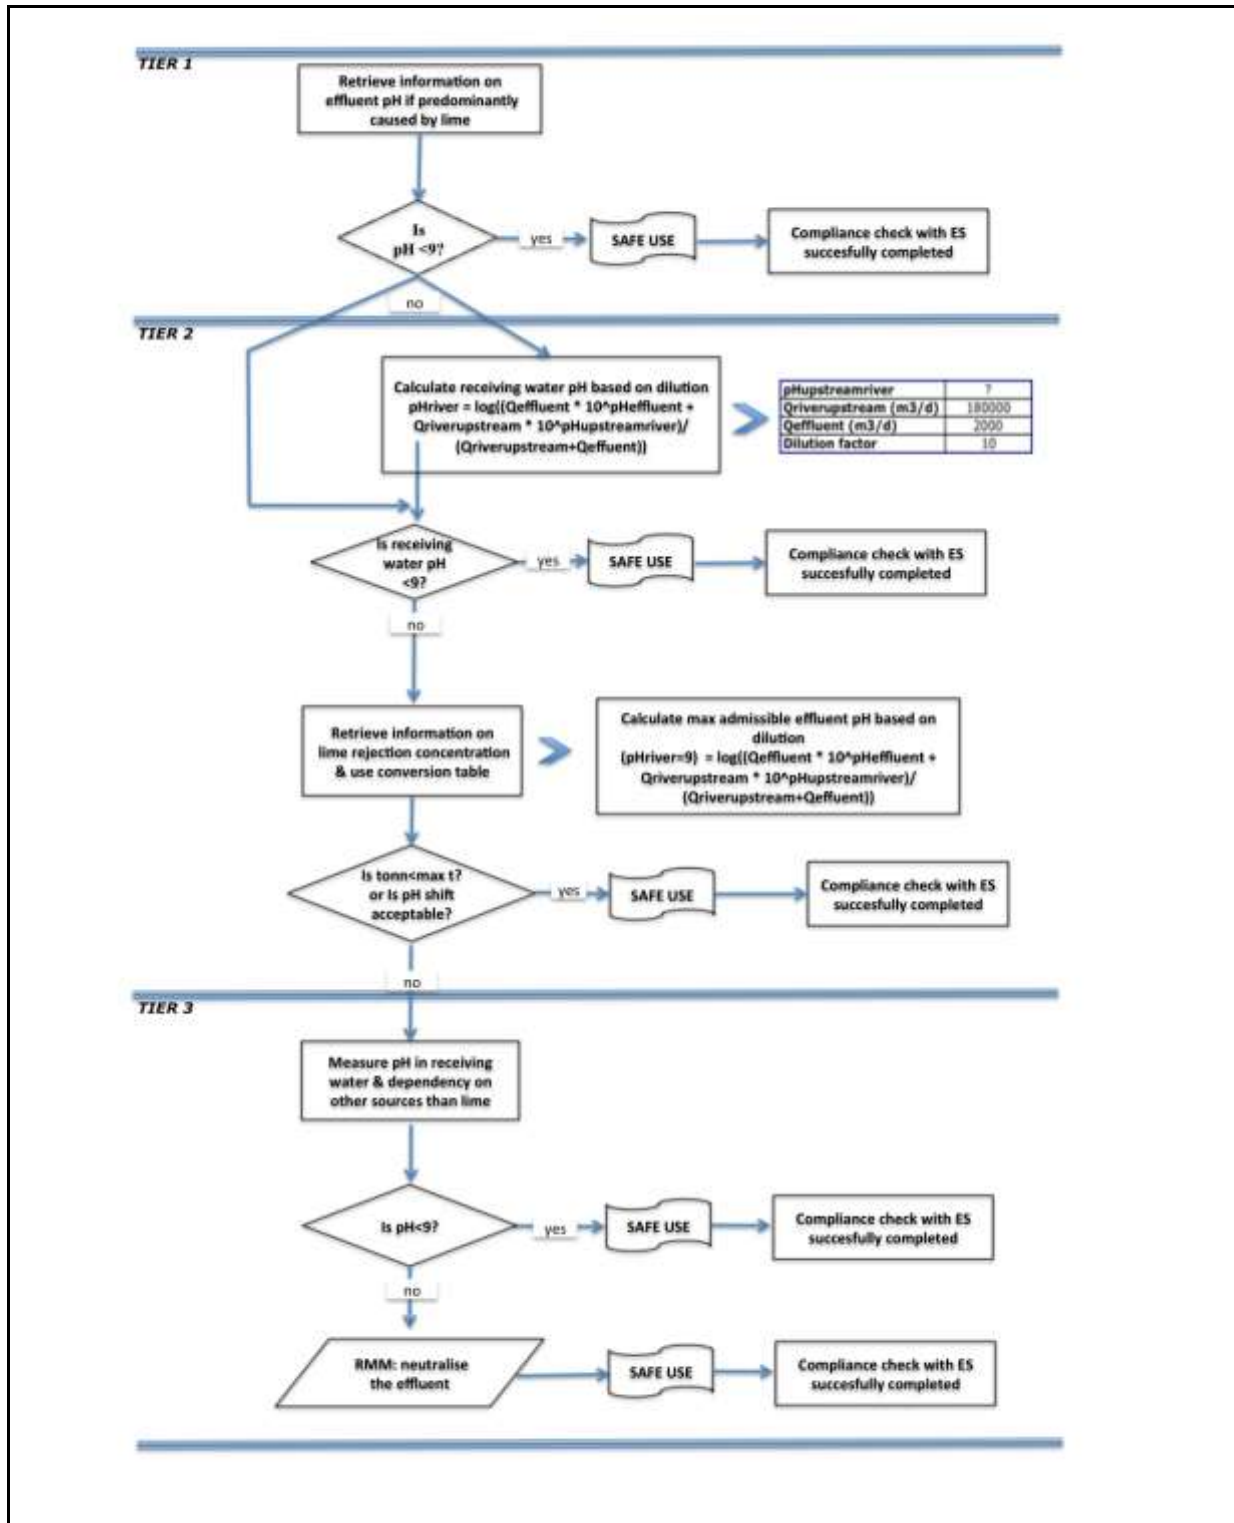 TIER 1
Retrieve information on
effluent pH if predominantly
caused by lime
Is
pH <9?
yes
SAFE USE
Compliance check with ES
succesfully completed
no
TIER 2
Calculate receiving water pH based on dilution
pHriver = log((Qeffluent * 10^pHeffluent +
Qriverupstream * 10^pHupstreamriver)/
(Qriverupstream+Qeffuent))
pHupstreamriver ?
Qriverupstream (m3/d) 180000
Qeffluent (m3/d) 2000
Dilution factor 10
Is receiving
water pH
<9?
yes
SAFE USE
Compliance check with ES
succesfully completed
no
Retrieve information on
lime rejection concentration
& use conversion table
Calculate max admissible effluent pH based on
dilution
(pHriver=9) = log((Qeffluent * 10^pHeffluent +
Qriverupstream * 10^pHupstreamriver)/
(Qriverupstream+Qeffuent))
Is tonn<max t?
or Is pH shift
acceptable?
yes
SAFE USE
Compliance check with ES
succesfully completed
no
TIER 3
Measure pH in receiving
water & dependency on
other sources than lime
Is pH<9?
yes
SAFE USE
Compliance check with ES
succesfully completed
no
RMM: neutralise
the effluent
SAFE USE
Compliance check with ES
succesfully completed